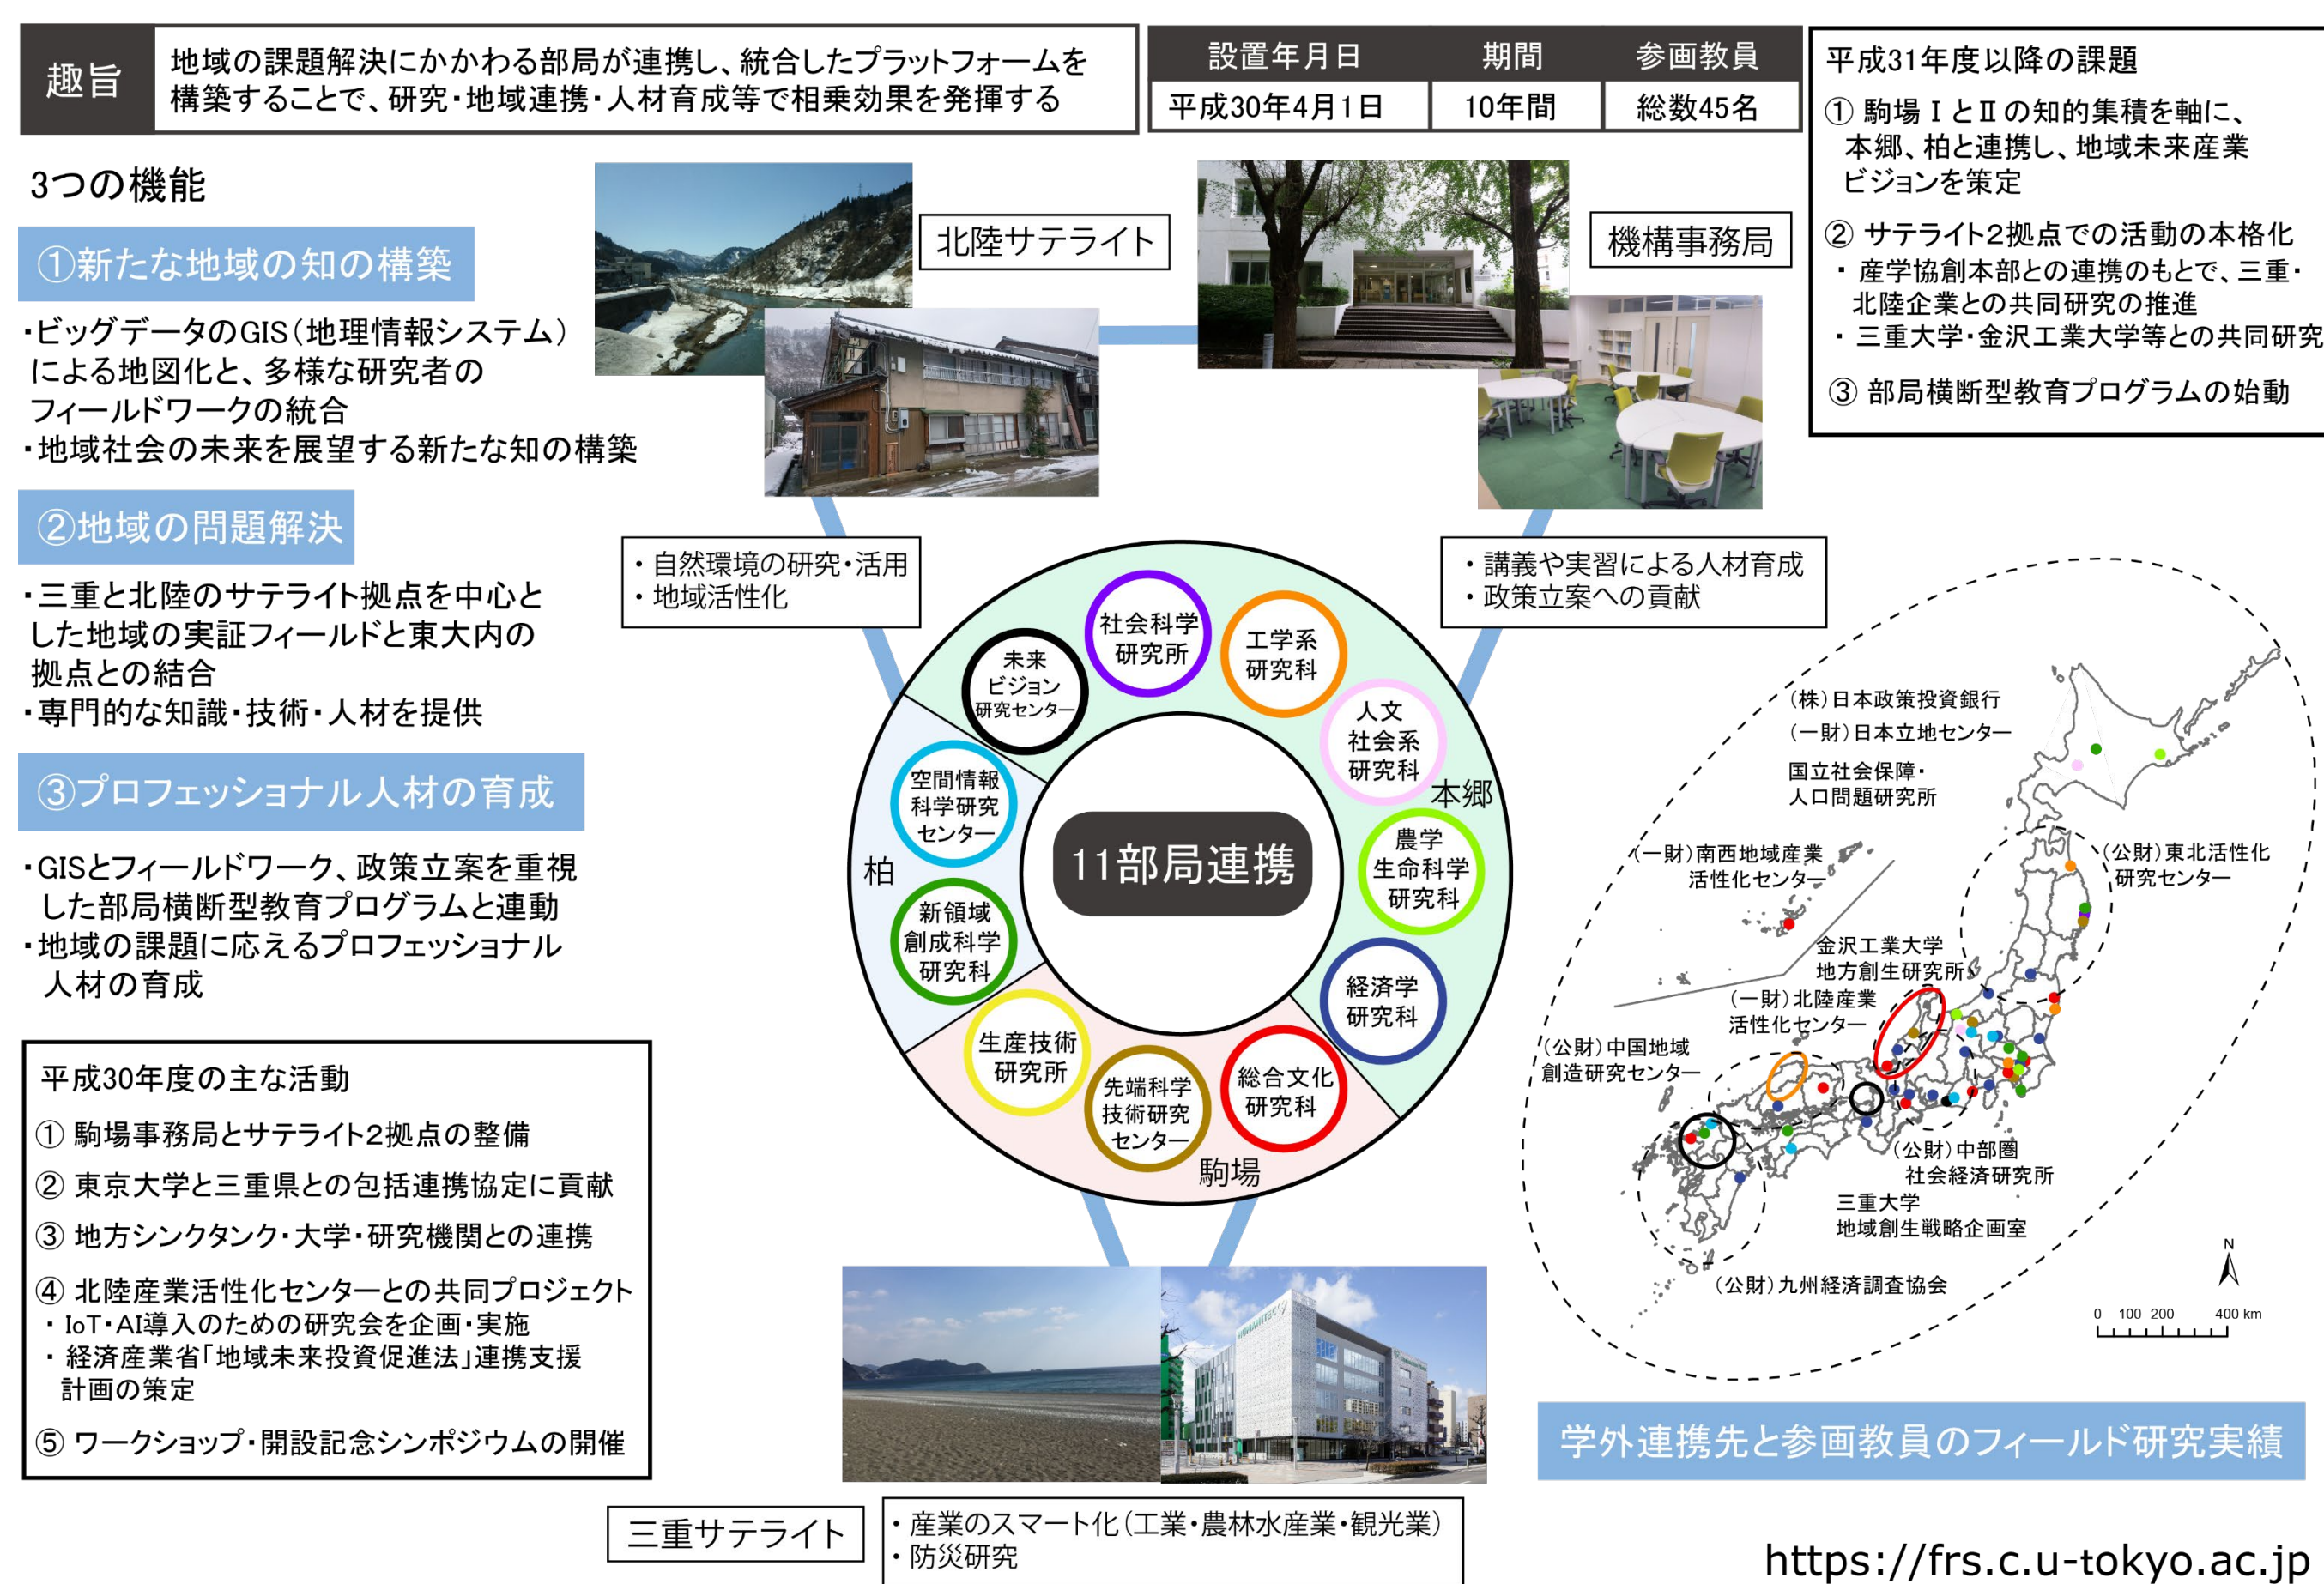 趣旨
地域の課題解決にかかわる部局が連携し、統合したプラットフォームを
構築することで、研究・地域連携・人材育成等で相乗効果を発揮する
設置年月日 期間 参画教員
平成30年4月1日 10年間 総数45名
平成31年度以降の課題
① 駒場ⅠとⅡの知的集積を軸に、
本郷、柏と連携し、地域未来産業
ビジョンを策定
② サテライト2拠点での活動の本格化
・ 産学協創本部との連携のもとで、三重・
北陸企業との共同研究の推進
・ 三重大学・金沢工業大学等との共同研究
③ 部局横断型教育プログラムの始動
3つの機能
①新たな地域の知の構築
・ビッグデータのGIS(地理情報システム)
による地図化と、多様な研究者の
フィールドワークの統合
・地域社会の未来を展望する新たな知の構築
②地域の問題解決
・三重と北陸のサテライト拠点を中心と
した地域の実証フィールドと東大内の
拠点との結合
・専門的な知識・技術・人材を提供
③プロフェッショナル人材の育成
・GISとフィールドワーク、政策立案を重視
した部局横断型教育プログラムと連動
・地域の課題に応えるプロフェッショナル
人材の育成
平成30年度の主な活動
① 駒場事務局とサテライト2拠点の整備
② 東京大学と三重県との包括連携協定に貢献
③ 地方シンクタンク・大学・研究機関との連携
④ 北陸産業活性化センターとの共同プロジェクト
・ IoT・AI導入のための研究会を企画・実施
・ 経済産業省「地域未来投資促進法」連携支援
計画の策定
⑤ ワークショップ・開設記念シンポジウムの開催
北陸サテライト
機構事務局
・ 自然環境の研究・活用
・ 地域活性化
・ 講義や実習による人材育成
・ 政策立案への貢献
未来
ビジョン
研究センター
社会科学
研究所
工学系
研究科
人文
社会系
研究科
本郷
農学
生命科学
研究科
経済学
研究科
総合文化
研究科
先端科学
技術研究
センター
生産技術
研究所
駒場
新領域
創成科学
研究科
空間情報
科学研究
センター
柏
11部局連携
三重サテライト
・ 産業のスマート化(工業・農林水産業・観光業)
・ 防災研究
(株)日本政策投資銀行
(一財)日本立地センター
国立社会保障・
人口問題研究所
(一財)南西地域産業
活性化センター
(公財)東北活性化
研究センター
金沢工業大学
地方創生研究所
(一財)北陸産業
活性化センター
(公財)中国地域
創造研究センター
(公財)中部圏
社会経済研究所
三重大学
地域創生戦略企画室
(公財)九州経済調査協会
N
0 100 200 400 km
学外連携先と参画教員のフィールド研究実績
https://frs.c.u-tokyo.ac.jp